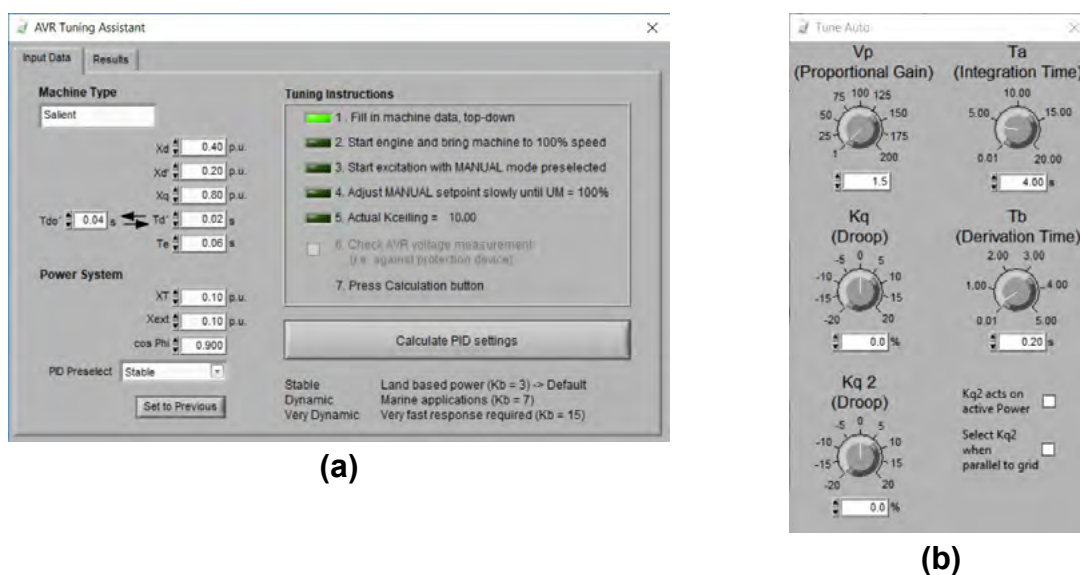 AVR Tuning Assistant
Input Data Results
Machine Type
Salient
Xd 0.40 p.u.
Xd' 0.20 p.u.
Xq 0.80 p.u.
Tdo' 0.04 s Td' 0.02 s
Te 0.06 s
Power System
XT 0.10 p.u.
Xext 0.10 p.u.
cos Phi 0.900
PID Preselect Stable
Set to Previous
Tuning Instructions
1. Fill in machine data, top-down
2. Start engine and bring machine to 100% speed
3. Start excitation with MANUAL mode preselected
4. Adjust MANUAL setpoint slowly until UM = 100%
5. Actual Kceiling = 10.00
6. Check AVR voltage measurement
(i.e. against protection device)
7. Press Calculation button
Calculate PID settings
Stable Land based power (Kb = 3) -> Default
Dynamic Marine applications (Kb = 7)
Very Dynamic Very fast response required (Kb = 15)
(a)
Tune Auto
Vp
(Proportional Gain)
75 100 125
50 150
25 175
1 200
1.5
Ta
(Integration Time)
10.00
5.00 15.00
0.01 20.00
4.00 s
Kq
(Droop)
-5 0 5
-10 10
-15 15
-20 20
0.0 %
Tb
(Derivation Time)
2.00 3.00
1.00 4.00
0.01 5.00
0.20 s
Kq 2
(Droop)
-5 0 5
-10 10
-15 15
-20 20
0.0 %
Kq2 acts on
active Power
Select Kq2
when
parallel to grid
(b)